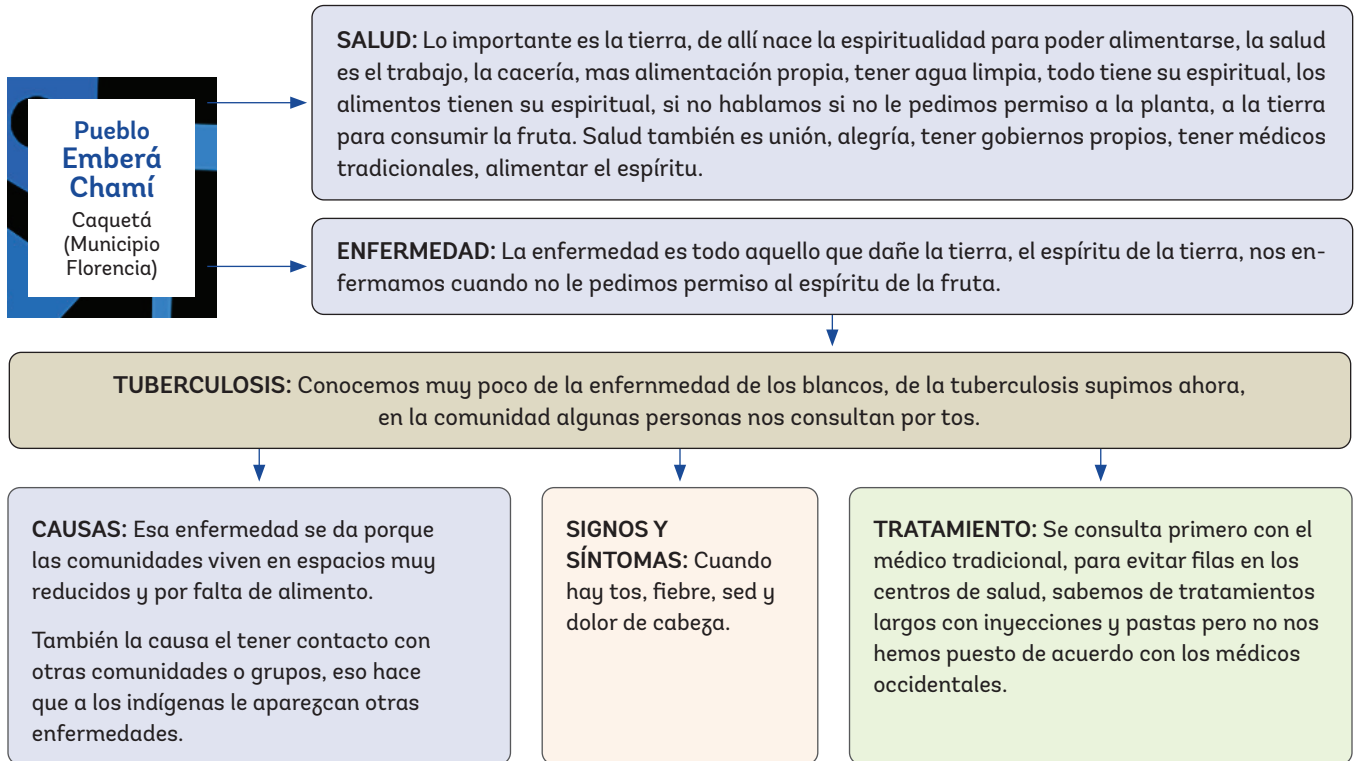 Pueblo
Emberá
Chamí
Caquetá
(Municipio
Florencia)
SALUD: Lo importante es la tierra, de allí nace la espiritualidad para poder alimentarse, la salud
es el trabajo, la cacería, mas alimentación propia, tener agua limpia, todo tiene su espiritual, los
alimentos tienen su espiritual, si no hablamos si no le pedimos permiso a la planta, a la tierra
para consumir la fruta. Salud también es unión, alegría, tener gobiernos propios, tener médicos
tradicionales, alimentar el espíritu.
ENFERMEDAD: La enfermedad es todo aquello que dañe la tierra, el espíritu de la tierra, nos en-
fermamos cuando no le pedimos permiso al espíritu de la fruta.
TUBERCULOSIS: Conocemos muy poco de la enfernmedad de los blancos, de la tuberculosis supimos ahora,
en la comunidad algunas personas nos consultan por tos.
CAUSAS: Esa enfermedad se da porque
las comunidades viven en espacios muy
reducidos y por falta de alimento.
También la causa el tener contacto con
otras comunidades o grupos, eso hace
que a los indígenas le aparezcan otras
enfermedades.
SIGNOS Y
SÍNTOMAS: Cuando
hay tos, fiebre, sed y
dolor de cabeza.
TRATAMIENTO: Se consulta primero con el
médico tradicional, para evitar filas en los
centros de salud, sabemos de tratamientos
largos con inyecciones y pastas pero no nos
hemos puesto de acuerdo con los médicos
occidentales.